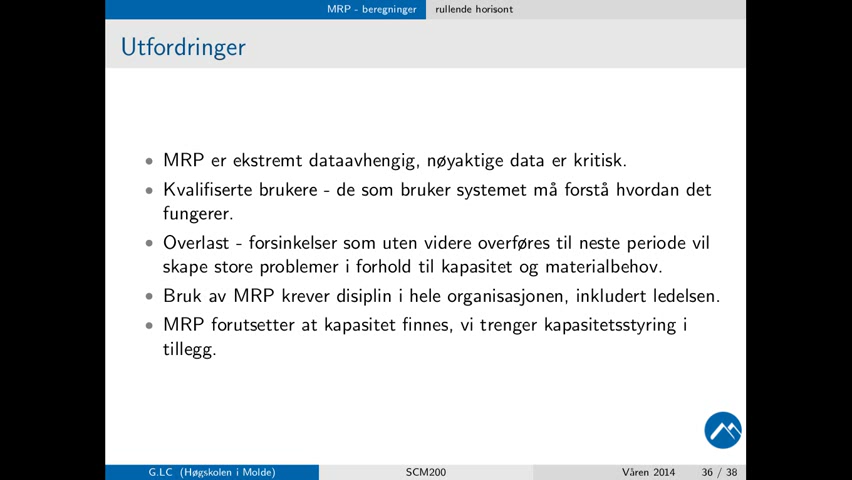 MRP - beregninger rullende horisont
Utfordringer
• MRP er ekstremt dataavhengig, nøyaktige data er kritisk.
• Kvalifiserte brukere - de som bruker systemet må forstå hvordan det
fungerer.
• Overlast - forsinkelser som uten videre overføres til neste periode vil
skape store problemer i forhold til kapasitet og materialbehov.
• Bruk av MRP krever disiplin i hele organisasjonen, inkludert ledelsen.
• MRP forutsetter at kapasitet finnes, vi trenger kapasitetsstyring i
tillegg.
G.LC (Høgskolen i Molde) SCM200 Våren 2014 36 / 38